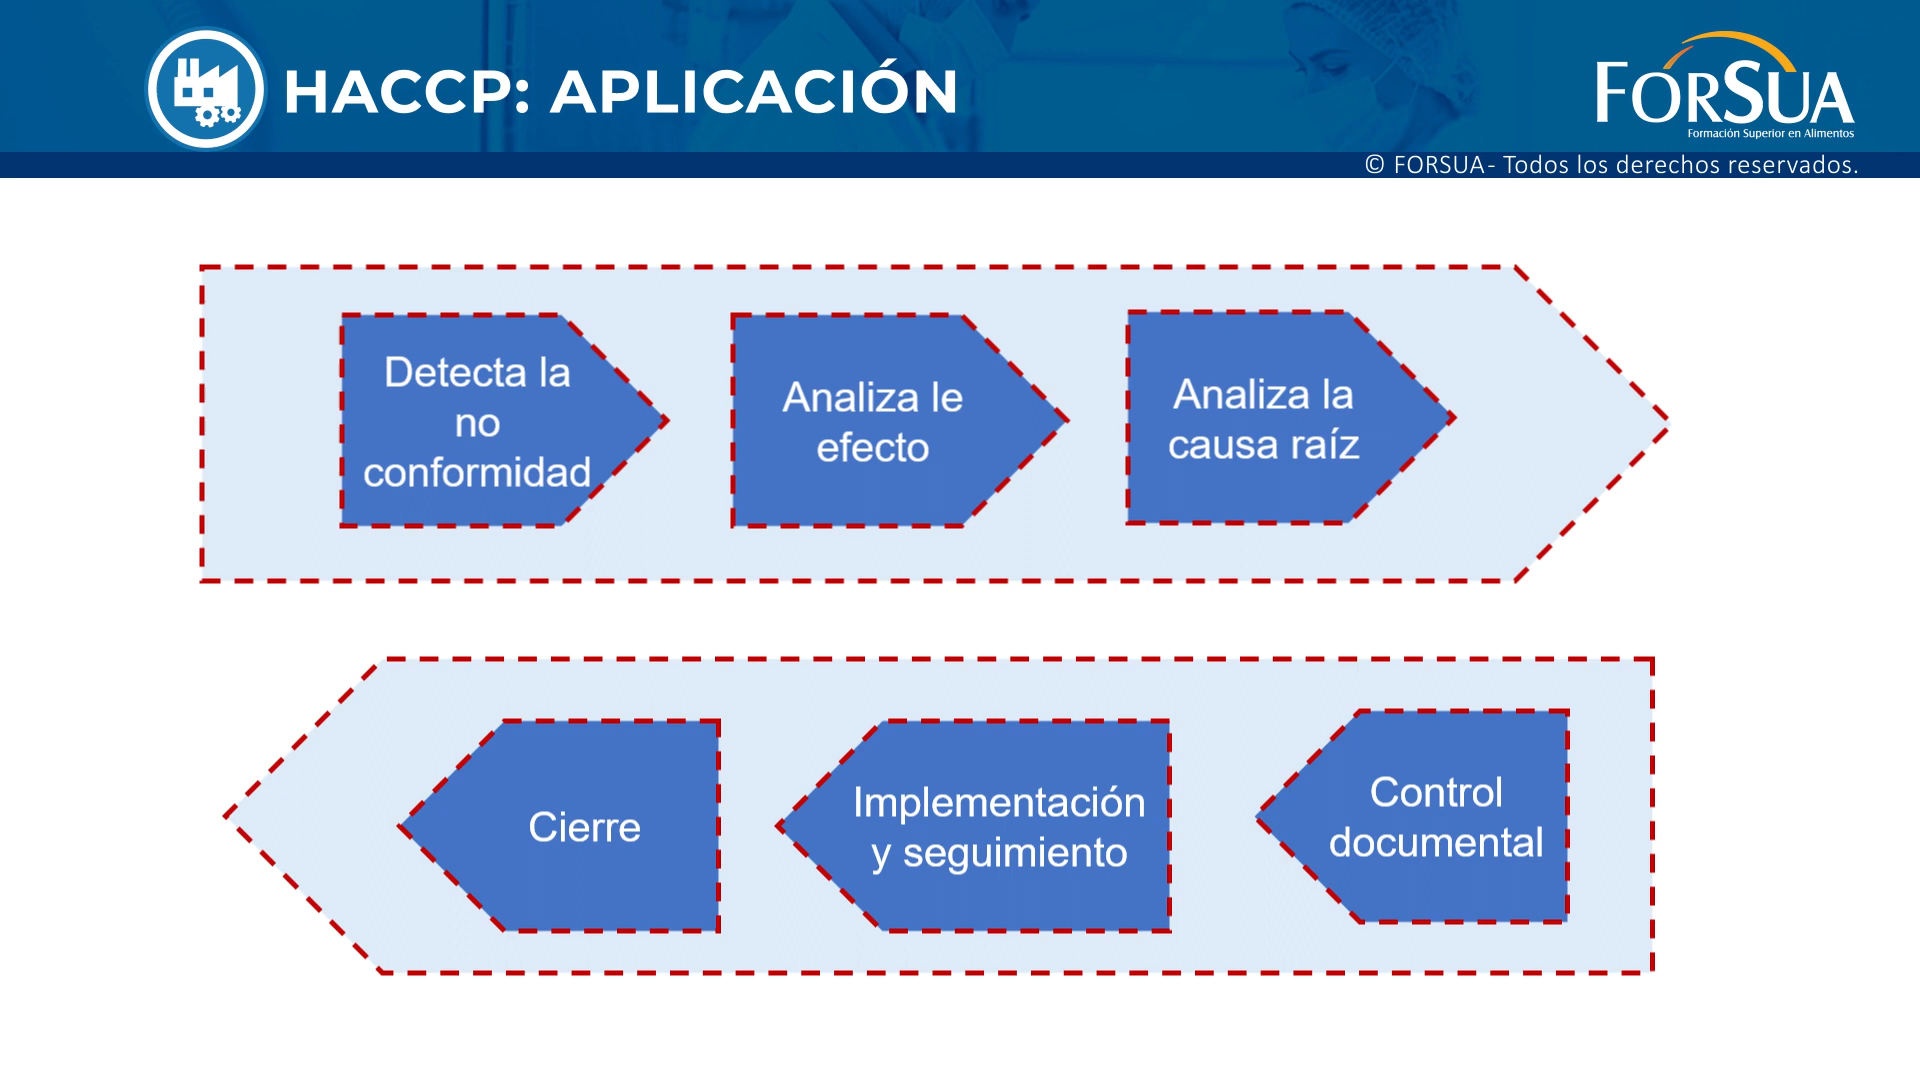 HACCP: APLICACIÓN
FORSUA
Formación Superior en Alimentos
© FORSUA- Todos los derechos reservados.
Detecta la
no
conformidad
Analiza le
efecto
Analiza la
causa raíz
Control
documental
Implementación
y seguimiento
Cierre